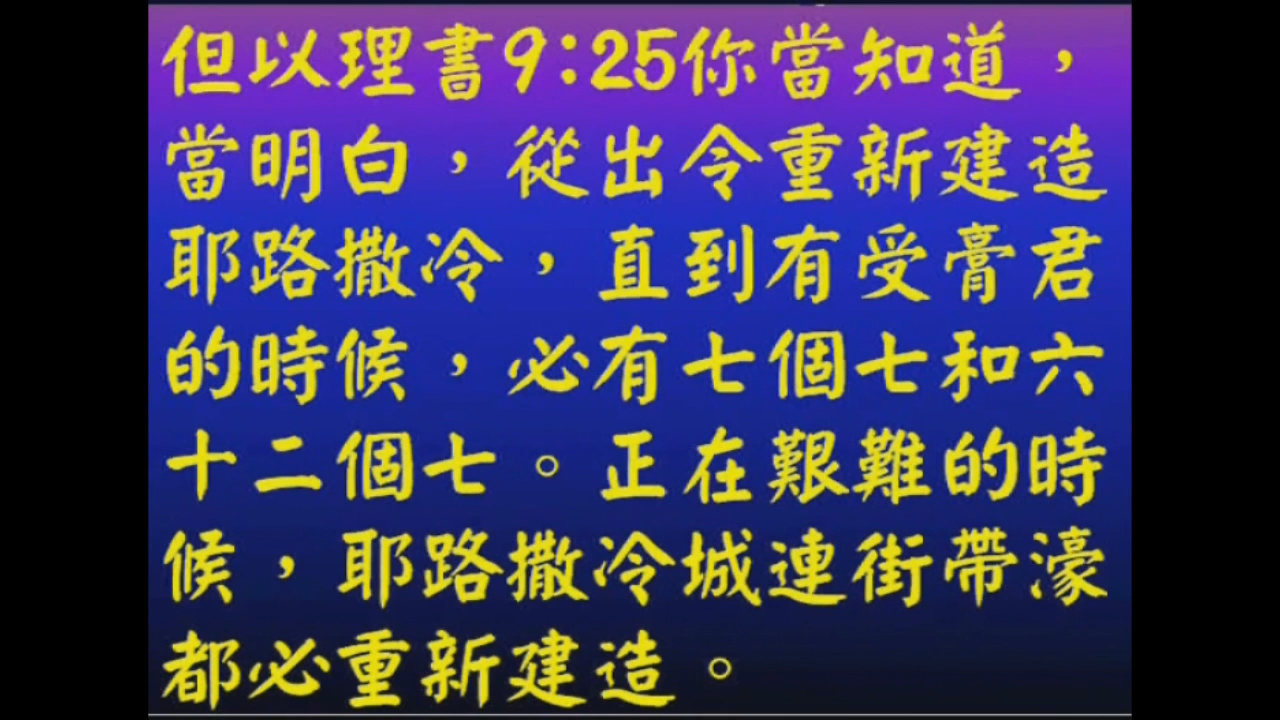 但以理書9:25你當知道，
當明白，從出令重新建造
耶路撒冷，直到有受膏君
的時候，必有七個七和六
十二個七。正在艱難的時
候，耶路撒冷城連街帶濠
都必重新建造。